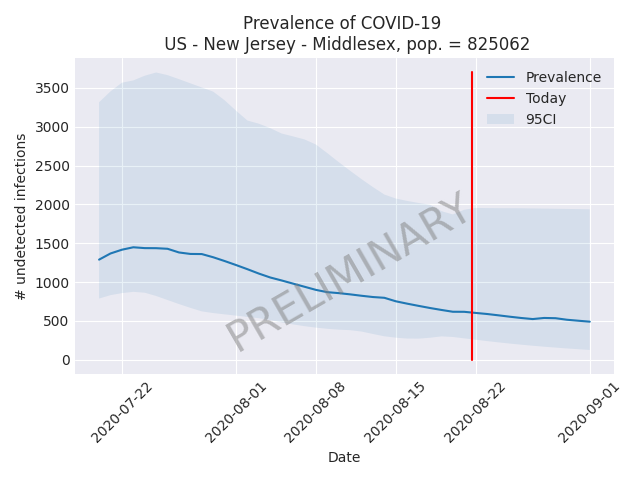 Prevalence of COVID-19
US - New Jersey - Middlesex, pop. = 825062
Prevalence
Today
95CI
3500
3000
2500
2000
1500
1000
500
0
# undetected infections
PRELIMINARY
2020-07-22
2020-08-01
2020-08-08
2020-08-15
2020-08-22
2020-09-01
Date